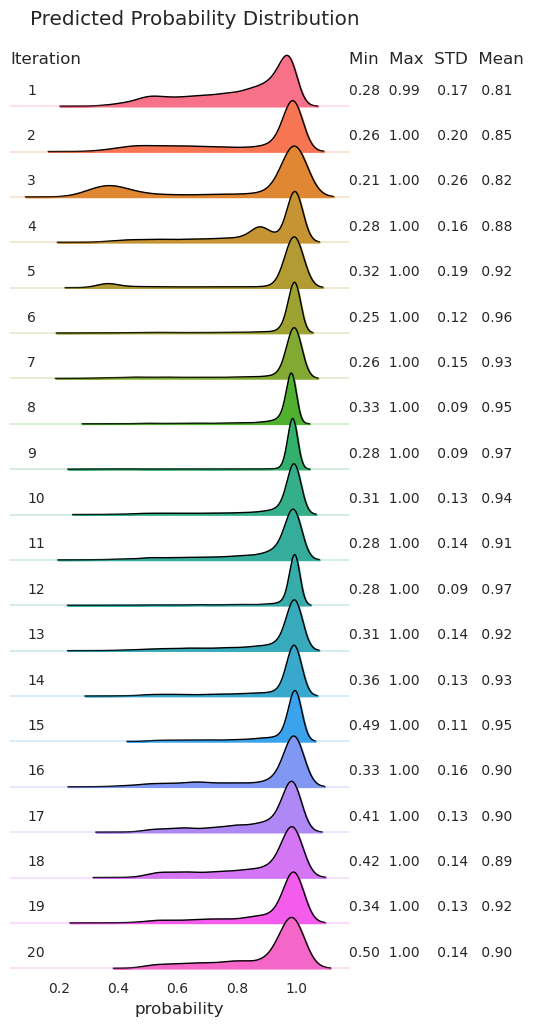 Predicted Probability Distribution
Iteration Min Max STD Mean
1 0.28 0.99 0.17 0.81
2 0.26 1.00 0.20 0.85
3 0.21 1.00 0.26 0.82
4 0.28 1.00 0.16 0.88
5 0.32 1.00 0.19 0.92
6 0.25 1.00 0.12 0.96
7 0.26 1.00 0.15 0.93
8 0.33 1.00 0.09 0.95
9 0.28 1.00 0.09 0.97
10 0.31 1.00 0.13 0.94
11 0.28 1.00 0.14 0.91
12 0.28 1.00 0.09 0.97
13 0.31 1.00 0.14 0.92
14 0.36 1.00 0.13 0.93
15 0.49 1.00 0.11 0.95
16 0.33 1.00 0.16 0.90
17 0.41 1.00 0.13 0.90
18 0.42 1.00 0.14 0.89
19 0.34 1.00 0.13 0.92
20 0.50 1.00 0.14 0.90
0.2 0.4 0.6 0.8 1.0
probability